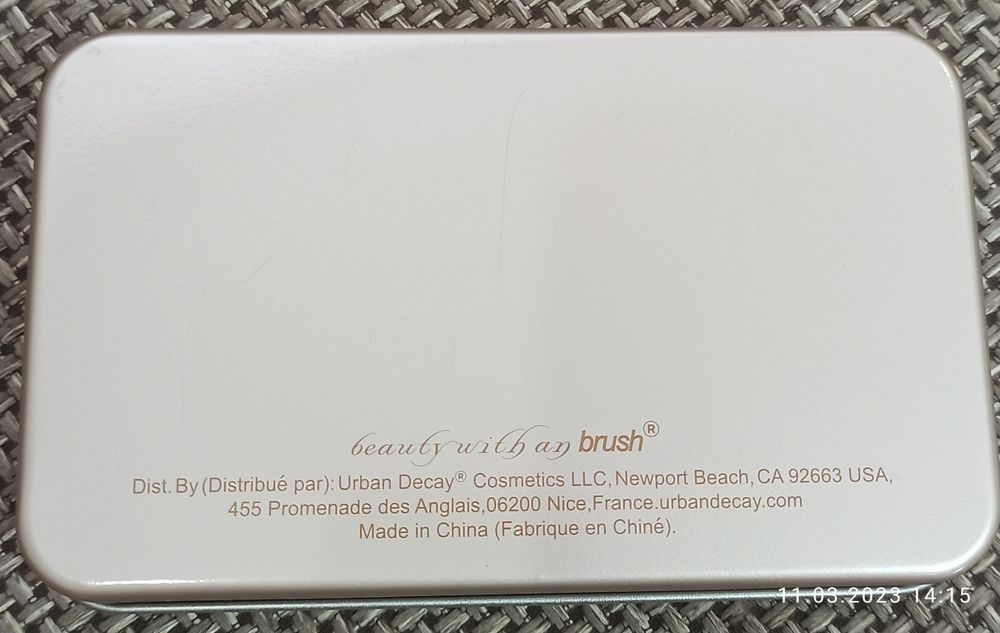 beauty with an brush®
Dist. By (Distribué par): Urban Decay® Cosmetics LLC, Newport Beach, CA 92663 USA,
455 Promenade des Anglais,06200 Nice,France.urbandecay.com
Made in China (Fabrique en Chiné).
11.03.2023 14:15